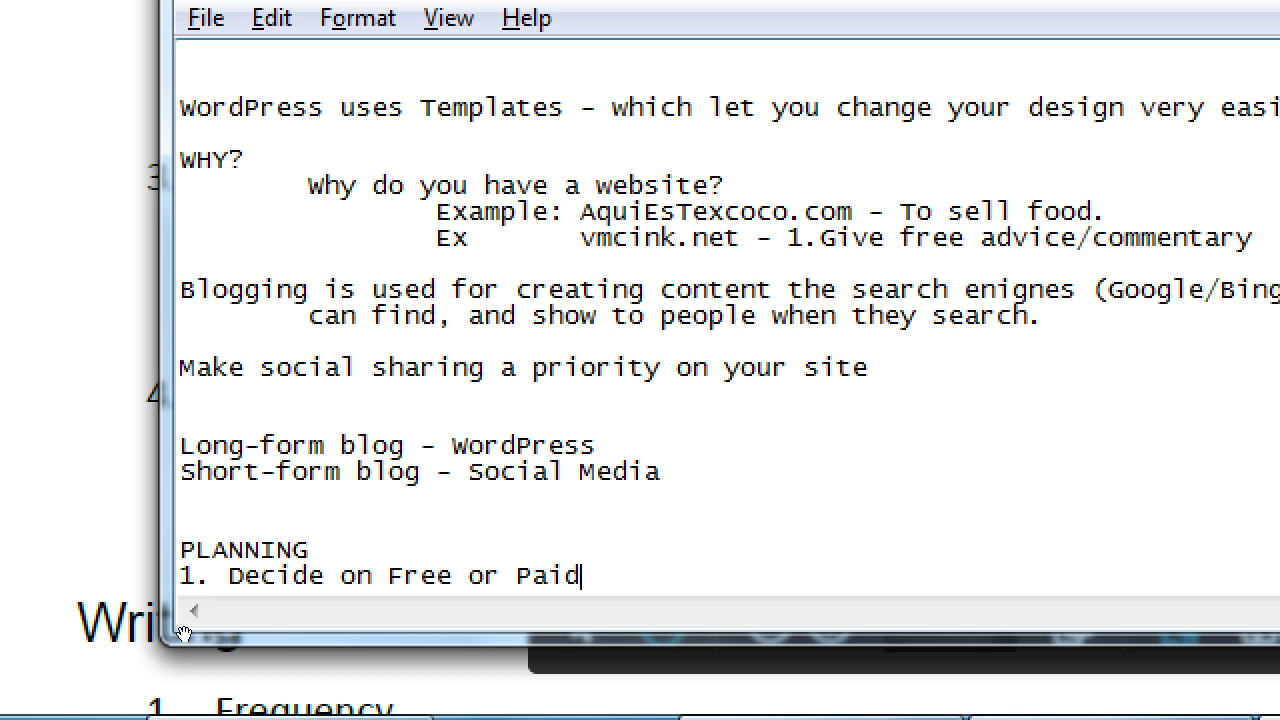 File Edit Format View Help
WordPress uses Templates - which let you change your design very easi
WHY?
Why do you have a website?
Example: AquiEsTexcoco.com - To sell food.
Ex vmcink.net - 1.Give free advice/commentary
Blogging is used for creating content the search enignes (Google/Bing
can find, and show to people when they search.
Make social sharing a priority on your site
Long-form blog - WordPress
Short-form blog - Social Media
PLANNING
1. Decide on Free or Paid
3.
4.
Writ
1. Frequency